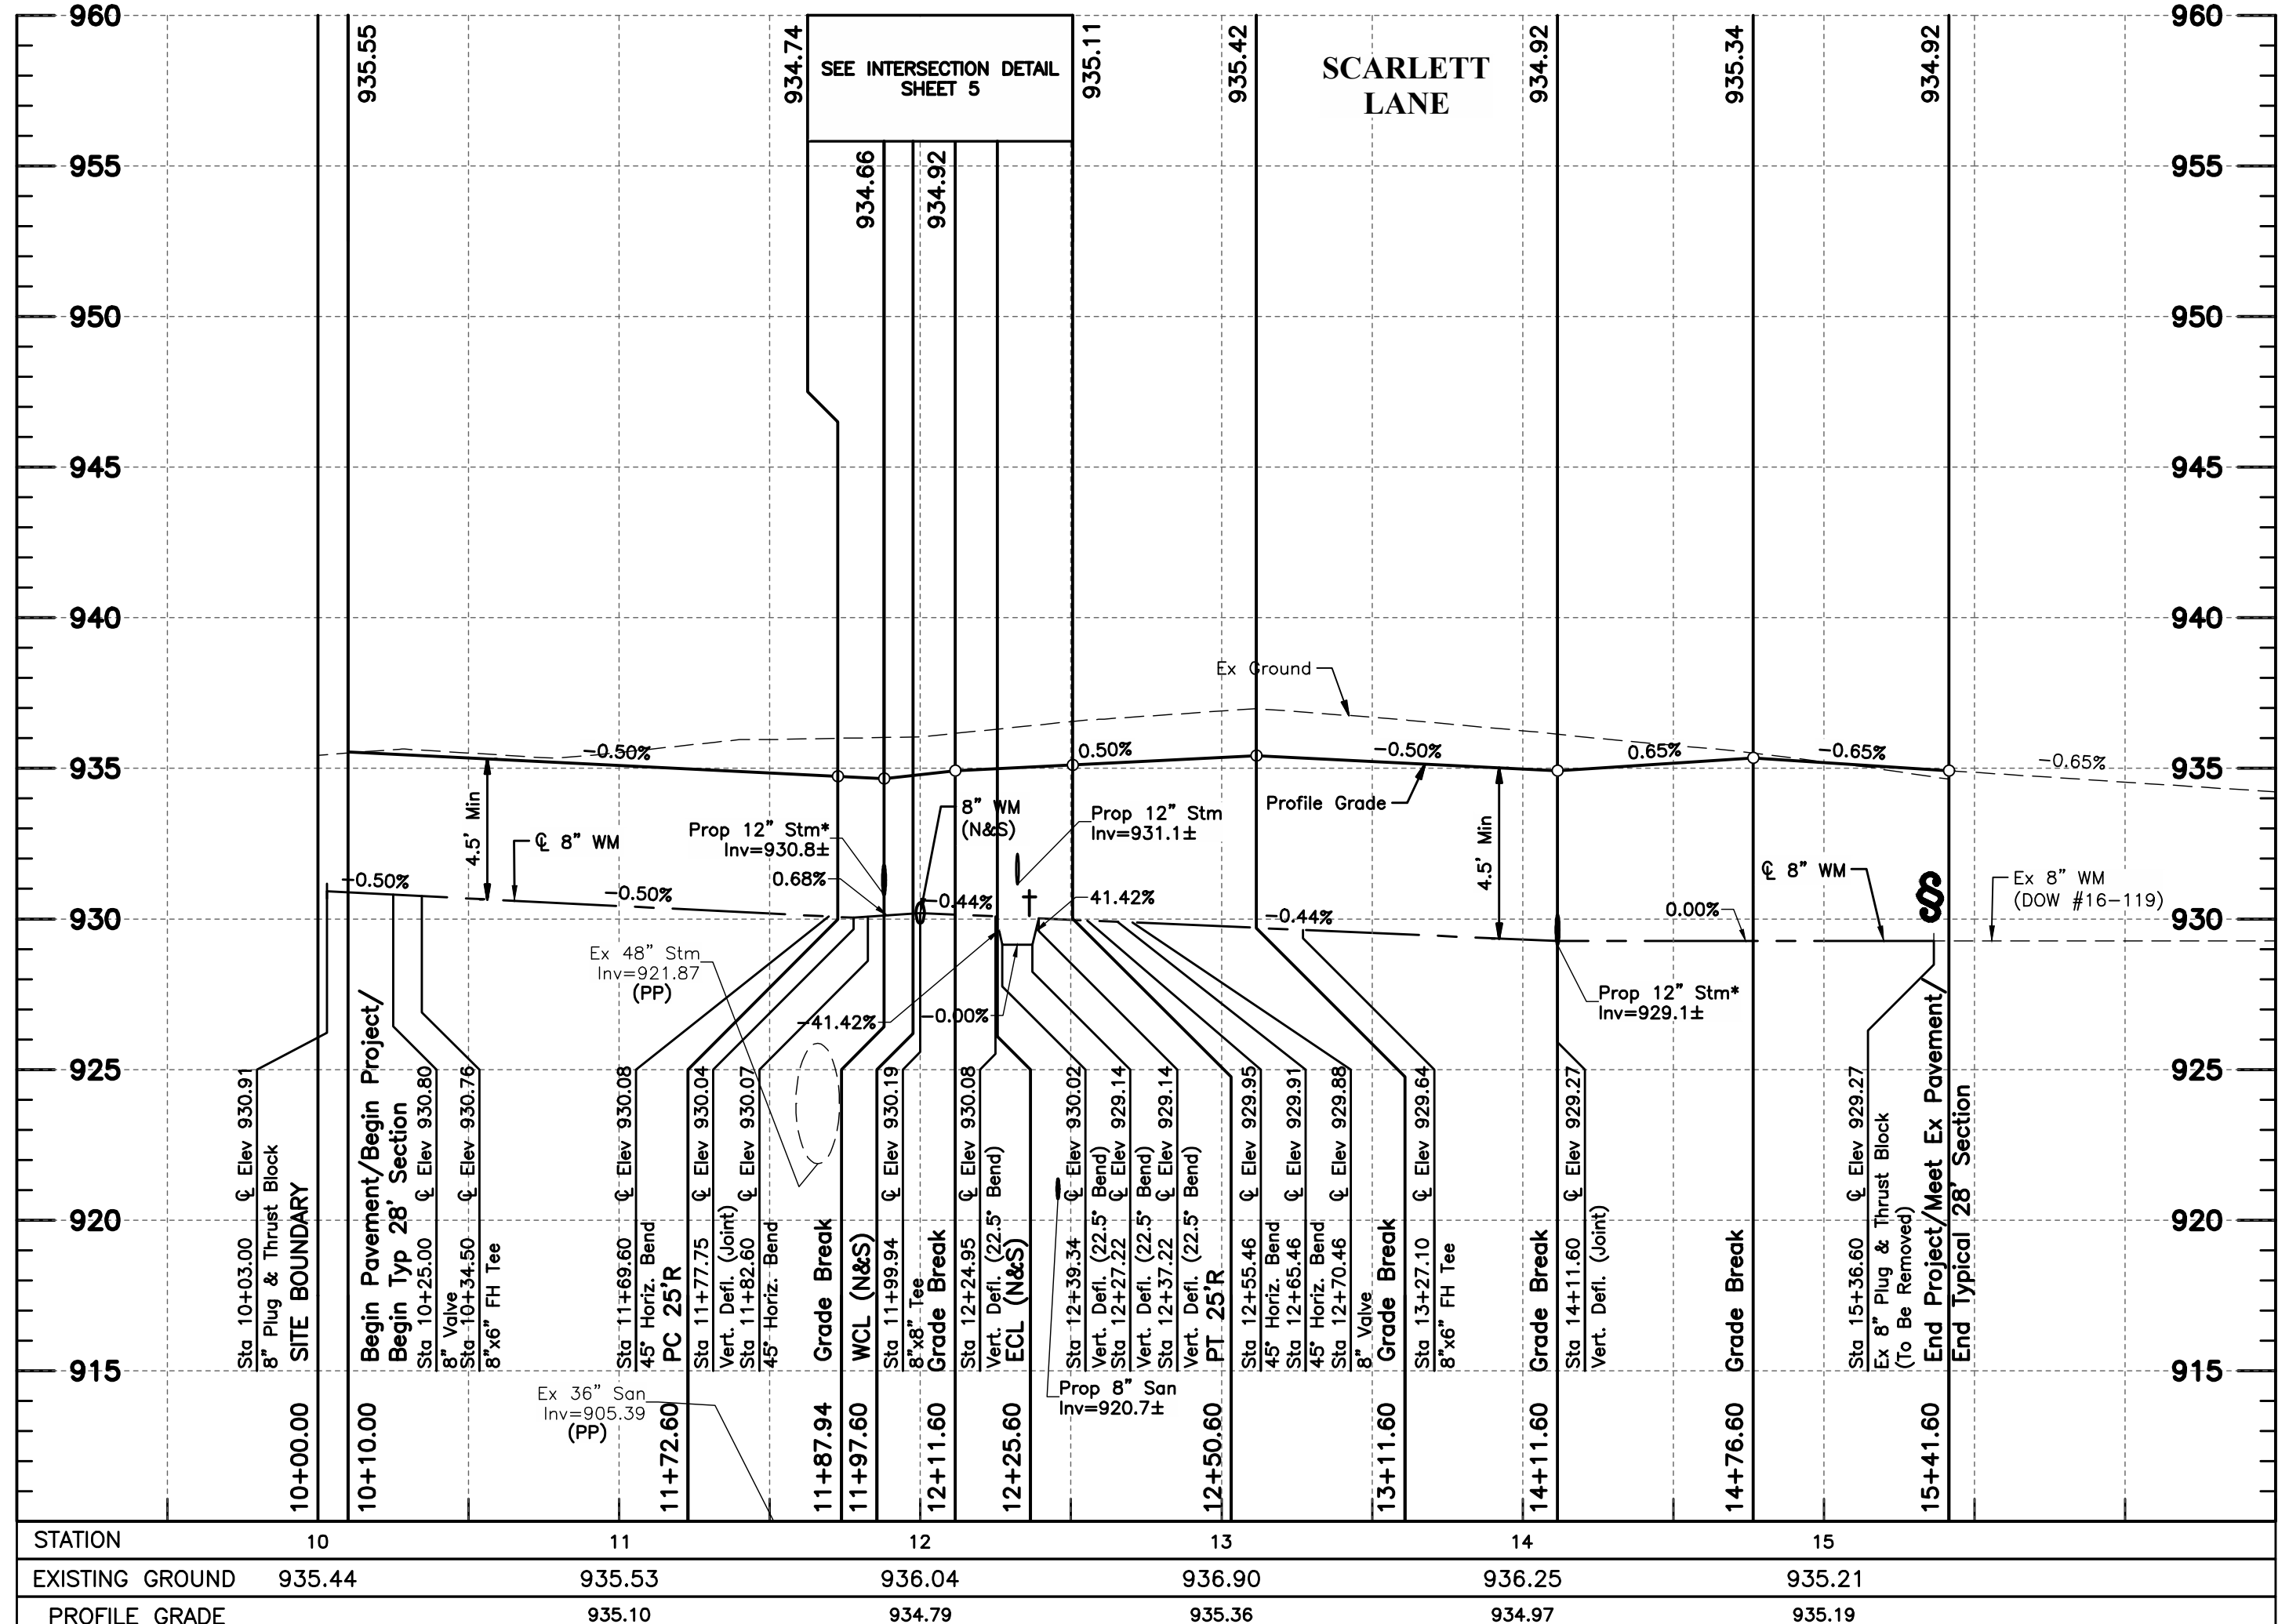 960
960
935.55
934.74
SEE INTERSECTION DETAIL
SHEET 5
935.11
935.42
SCARLETT
LANE
934.92
935.34
934.92
955
955
934.66
934.92
950
950
945
945
940
940
Ex Ground
935
935
-0.50%
0.50%
-0.50%
0.65%
-0.65%
-0.65%
Profile Grade
4.5' Min
℄ 8" WM
Prop 12" Stm*
Inv=930.8±
8" WM
(N&S)
Prop 12" Stm
Inv=931.1±
4.5' Min
℄ 8" WM
Ex 8" WM
(DOW #16-119)
930
930
-0.50%
-0.50%
0.68%
-0.44%
41.42%
-0.44%
0.00%
Ex 48" Stm
Inv=921.87
(PP)
-41.42%
-0.00%
Prop 12" Stm*
Inv=929.1±
925
925
920
920
915
915
Sta 10+03.00 ℄ Elev 930.91
8" Plug & Thrust Block
SITE BOUNDARY
Begin Pavement/Begin Project/
Begin Typ 28' Section
Sta 10+25.00 ℄ Elev 930.80
8" Valve
Sta 10+34.50 ℄ Elev 930.76
8"x6" FH Tee
Sta 11+69.60 ℄ Elev 930.08
45° Horiz. Bend
PC 25'R
Sta 11+77.75 ℄ Elev 930.04
Vert. Defl. (Joint)
Sta 11+82.60 ℄ Elev 930.07
45° Horiz. Bend
Grade Break
WCL (N&S)
Sta 11+99.94 ℄ Elev 930.19
8"x8" Tee
Grade Break
Sta 12+24.95 ℄ Elev 930.08
Vert. Defl. (22.5° Bend)
ECL (N&S)
Sta 12+39.34 ℄ Elev 930.02
Vert. Defl. (22.5° Bend)
Sta 12+27.22 ℄ Elev 929.14
Vert. Defl. (22.5° Bend)
Sta 12+37.22 ℄ Elev 929.14
Vert. Defl. (22.5° Bend)
PT 25'R
Sta 12+55.46 ℄ Elev 929.95
45° Horiz. Bend
Sta 12+65.46 ℄ Elev 929.91
45° Horiz. Bend
Sta 12+70.46 ℄ Elev 929.88
8" Valve
Grade Break
Sta 13+27.10 ℄ Elev 929.64
8"x6" FH Tee
Grade Break
Sta 14+11.60 ℄ Elev 929.27
Vert. Defl. (Joint)
Grade Break
Sta 15+36.60 ℄ Elev 929.27
Ex 8" Plug & Thrust Block
(To Be Removed)
End Project/Meet Ex Pavement/
End Typical 28' Section
Ex 36" San
Inv=905.39
(PP)
Prop 8" San
Inv=920.7±
10+00.00
10+10.00
11+72.60
11+87.94
11+97.60
12+11.60
12+25.60
12+50.60
13+11.60
14+11.60
14+76.60
15+41.60
STATION 10 11 12 13 14 15
EXISTING GROUND 935.44 935.53 936.04 936.90 936.25 935.21
PROFILE GRADE 935.10 934.79 935.36 934.97 935.19